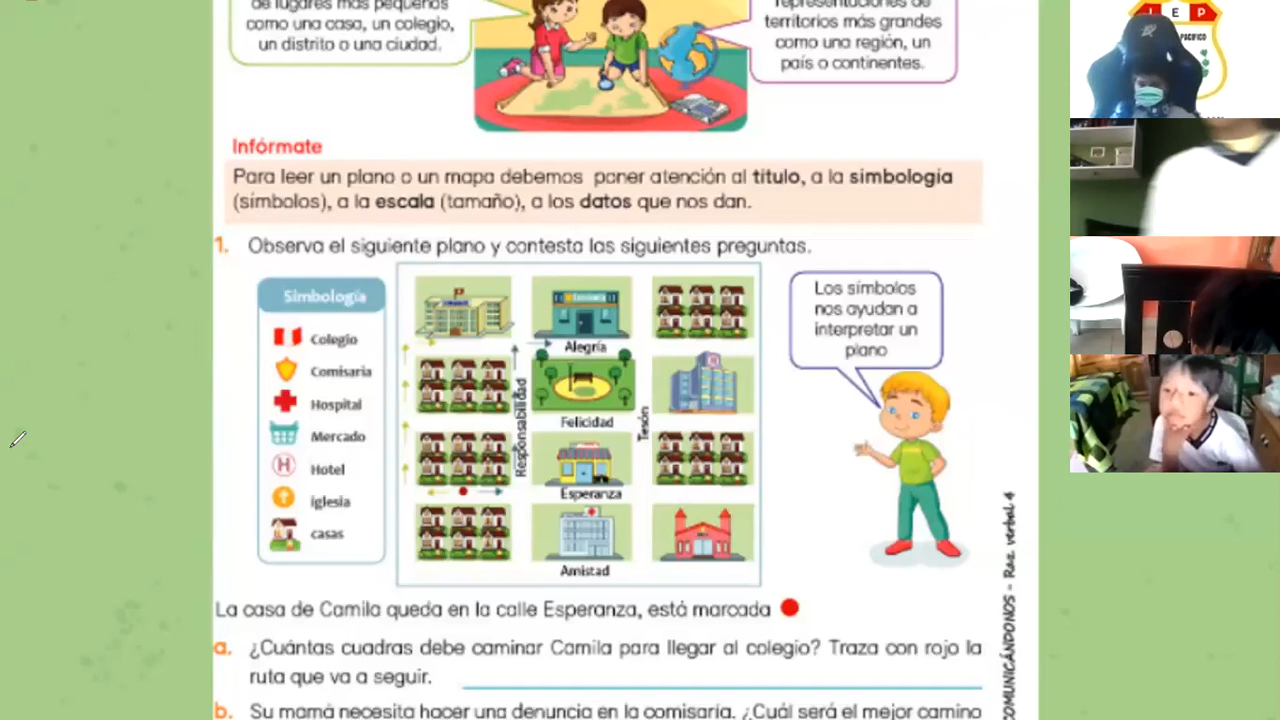 de lugares más pequeños
como una casa, un colegio,
un distrito o una ciudad.
representaciones de
territorios más grandes
como una región, un
país o continentes.
I E P
PACIFICO
Infórmate
Para leer un plano o un mapa debemos poner atención al título, a la simbología
(símbolos), a la escala (tamaño), a los datos que nos dan.
1. Observa el siguiente plano y contesta las siguientes preguntas.
Simbología
Colegio
Comisaria
Hospital
Mercado
H Hotel
iglesia
casas
Alegría
Responsabilidad
Felicidad
Tesón
H
Esperanza
Amistad
Los símbolos
nos ayudan a
interpretar un
plano
La casa de Camila queda en la calle Esperanza, está marcada
a. ¿Cuántas cuadras debe caminar Camila para llegar al colegio? Traza con rojo la
ruta que va a seguir.
b. Su mamá necesita hacer una denuncia en la comisaría. ¿Cuál será el mejor camino
COMUNICÁNDONOS - Raz. verbal 4